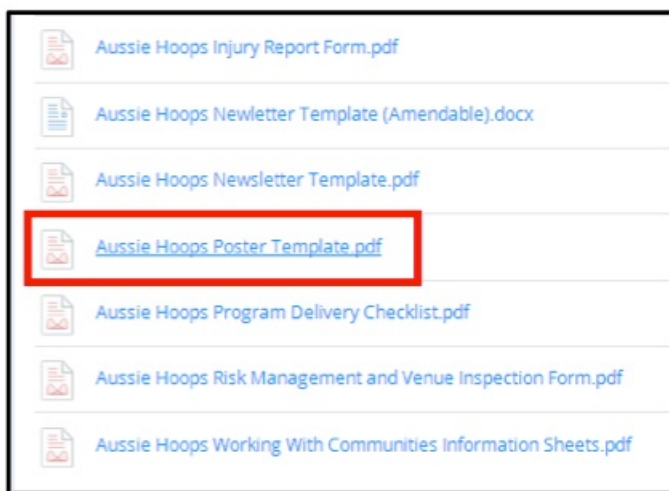 Aussie Hoops Injury Report Form.pdf
Aussie Hoops Newletter Template (Amendable).docx
Aussie Hoops Newsletter Template.pdf
Aussie Hoops Poster Template.pdf
Aussie Hoops Program Delivery Checklist.pdf
Aussie Hoops Risk Management and Venue Inspection Form.pdf
Aussie Hoops Working With Communities Information Sheets.pdf